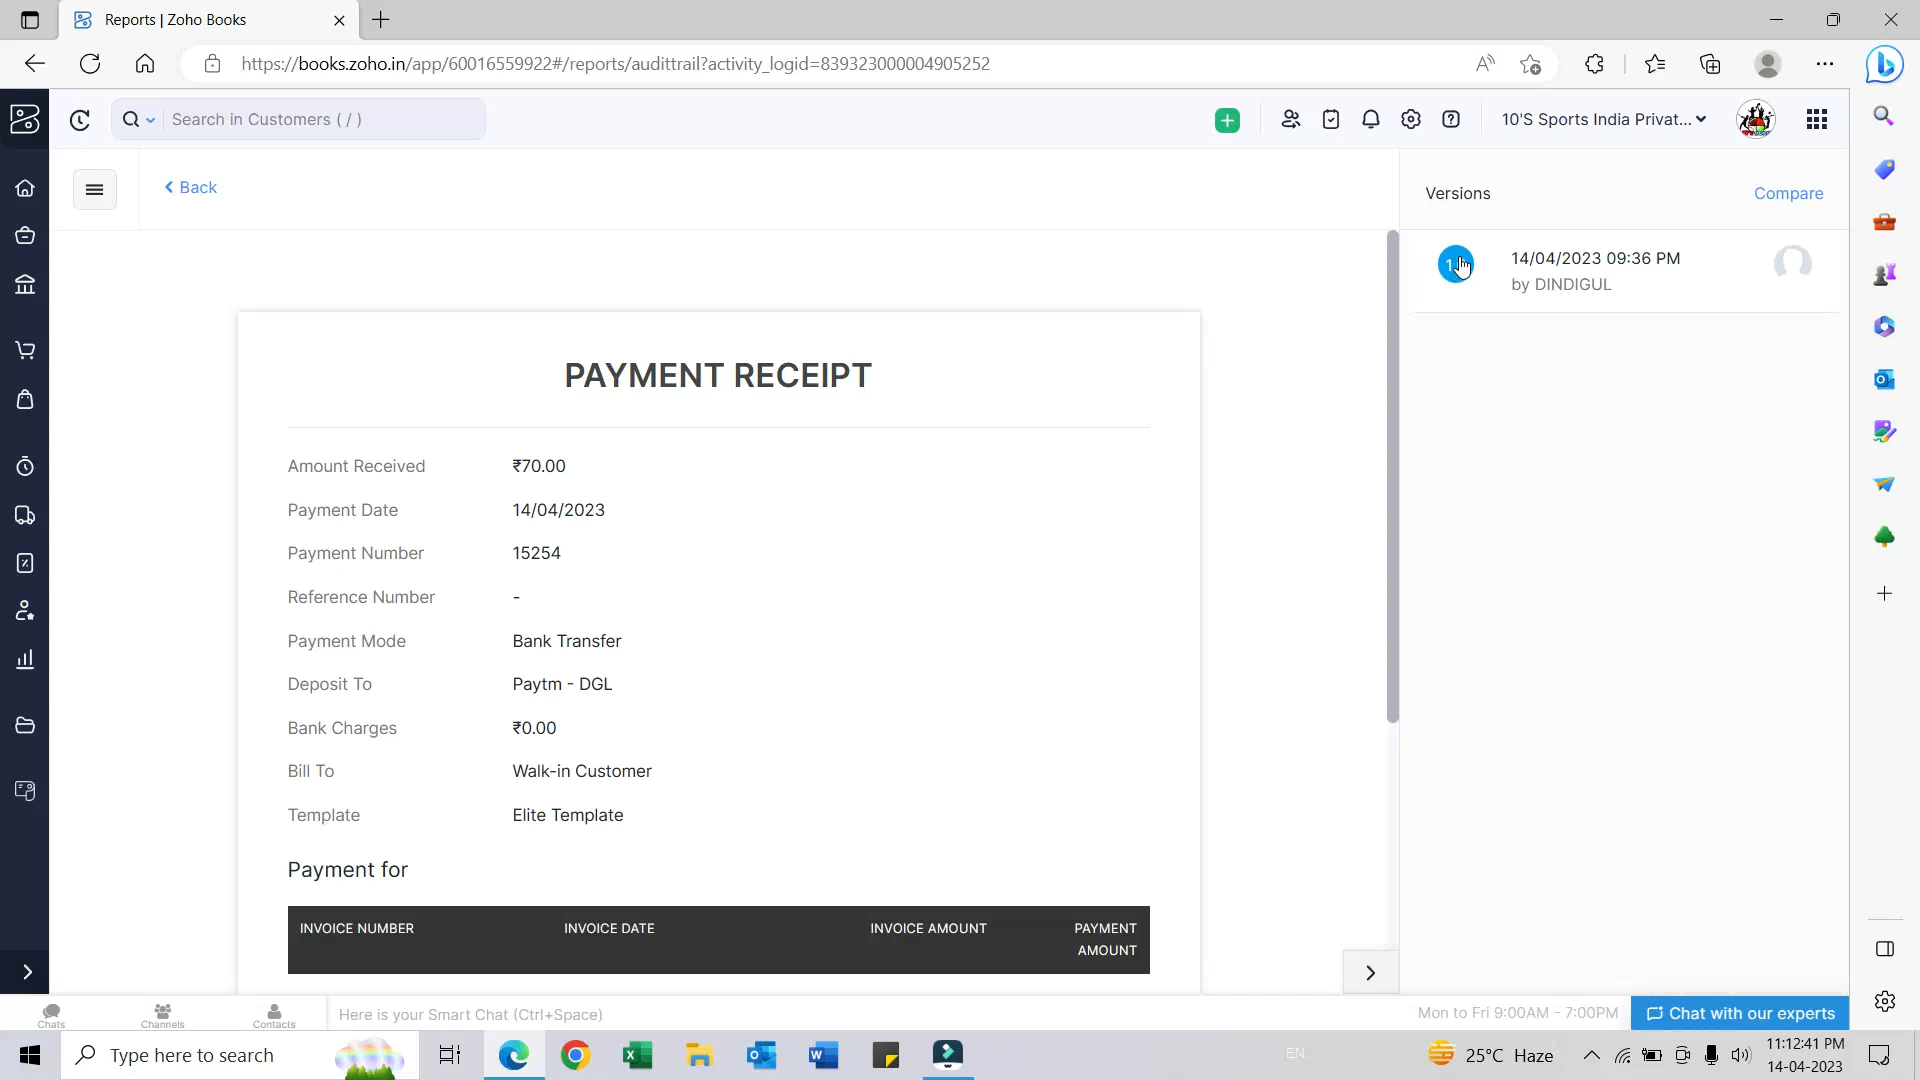 Reports | Zoho Books
https://books.zoho.in/app/60016559922#/reports/audittrail?activity_logid=839323000004905252
Search in Customers ( / )
10'S Sports India Privat...
Back
Versions
Compare
1
14/04/2023 09:36 PM
by DINDIGUL
PAYMENT RECEIPT
Amount Received ₹70.00
Payment Date 14/04/2023
Payment Number 15254
Reference Number -
Payment Mode Bank Transfer
Deposit To Paytm - DGL
Bank Charges ₹0.00
Bill To Walk-in Customer
Template Elite Template
Payment for
INVOICE NUMBER INVOICE DATE INVOICE AMOUNT PAYMENT AMOUNT
Chats Channels Contacts
Here is your Smart Chat (Ctrl+Space)
Mon to Fri 9:00AM - 7:00PM
Chat with our experts
Type here to search
EN
25°C Haze
11:12:41 PM
14-04-2023